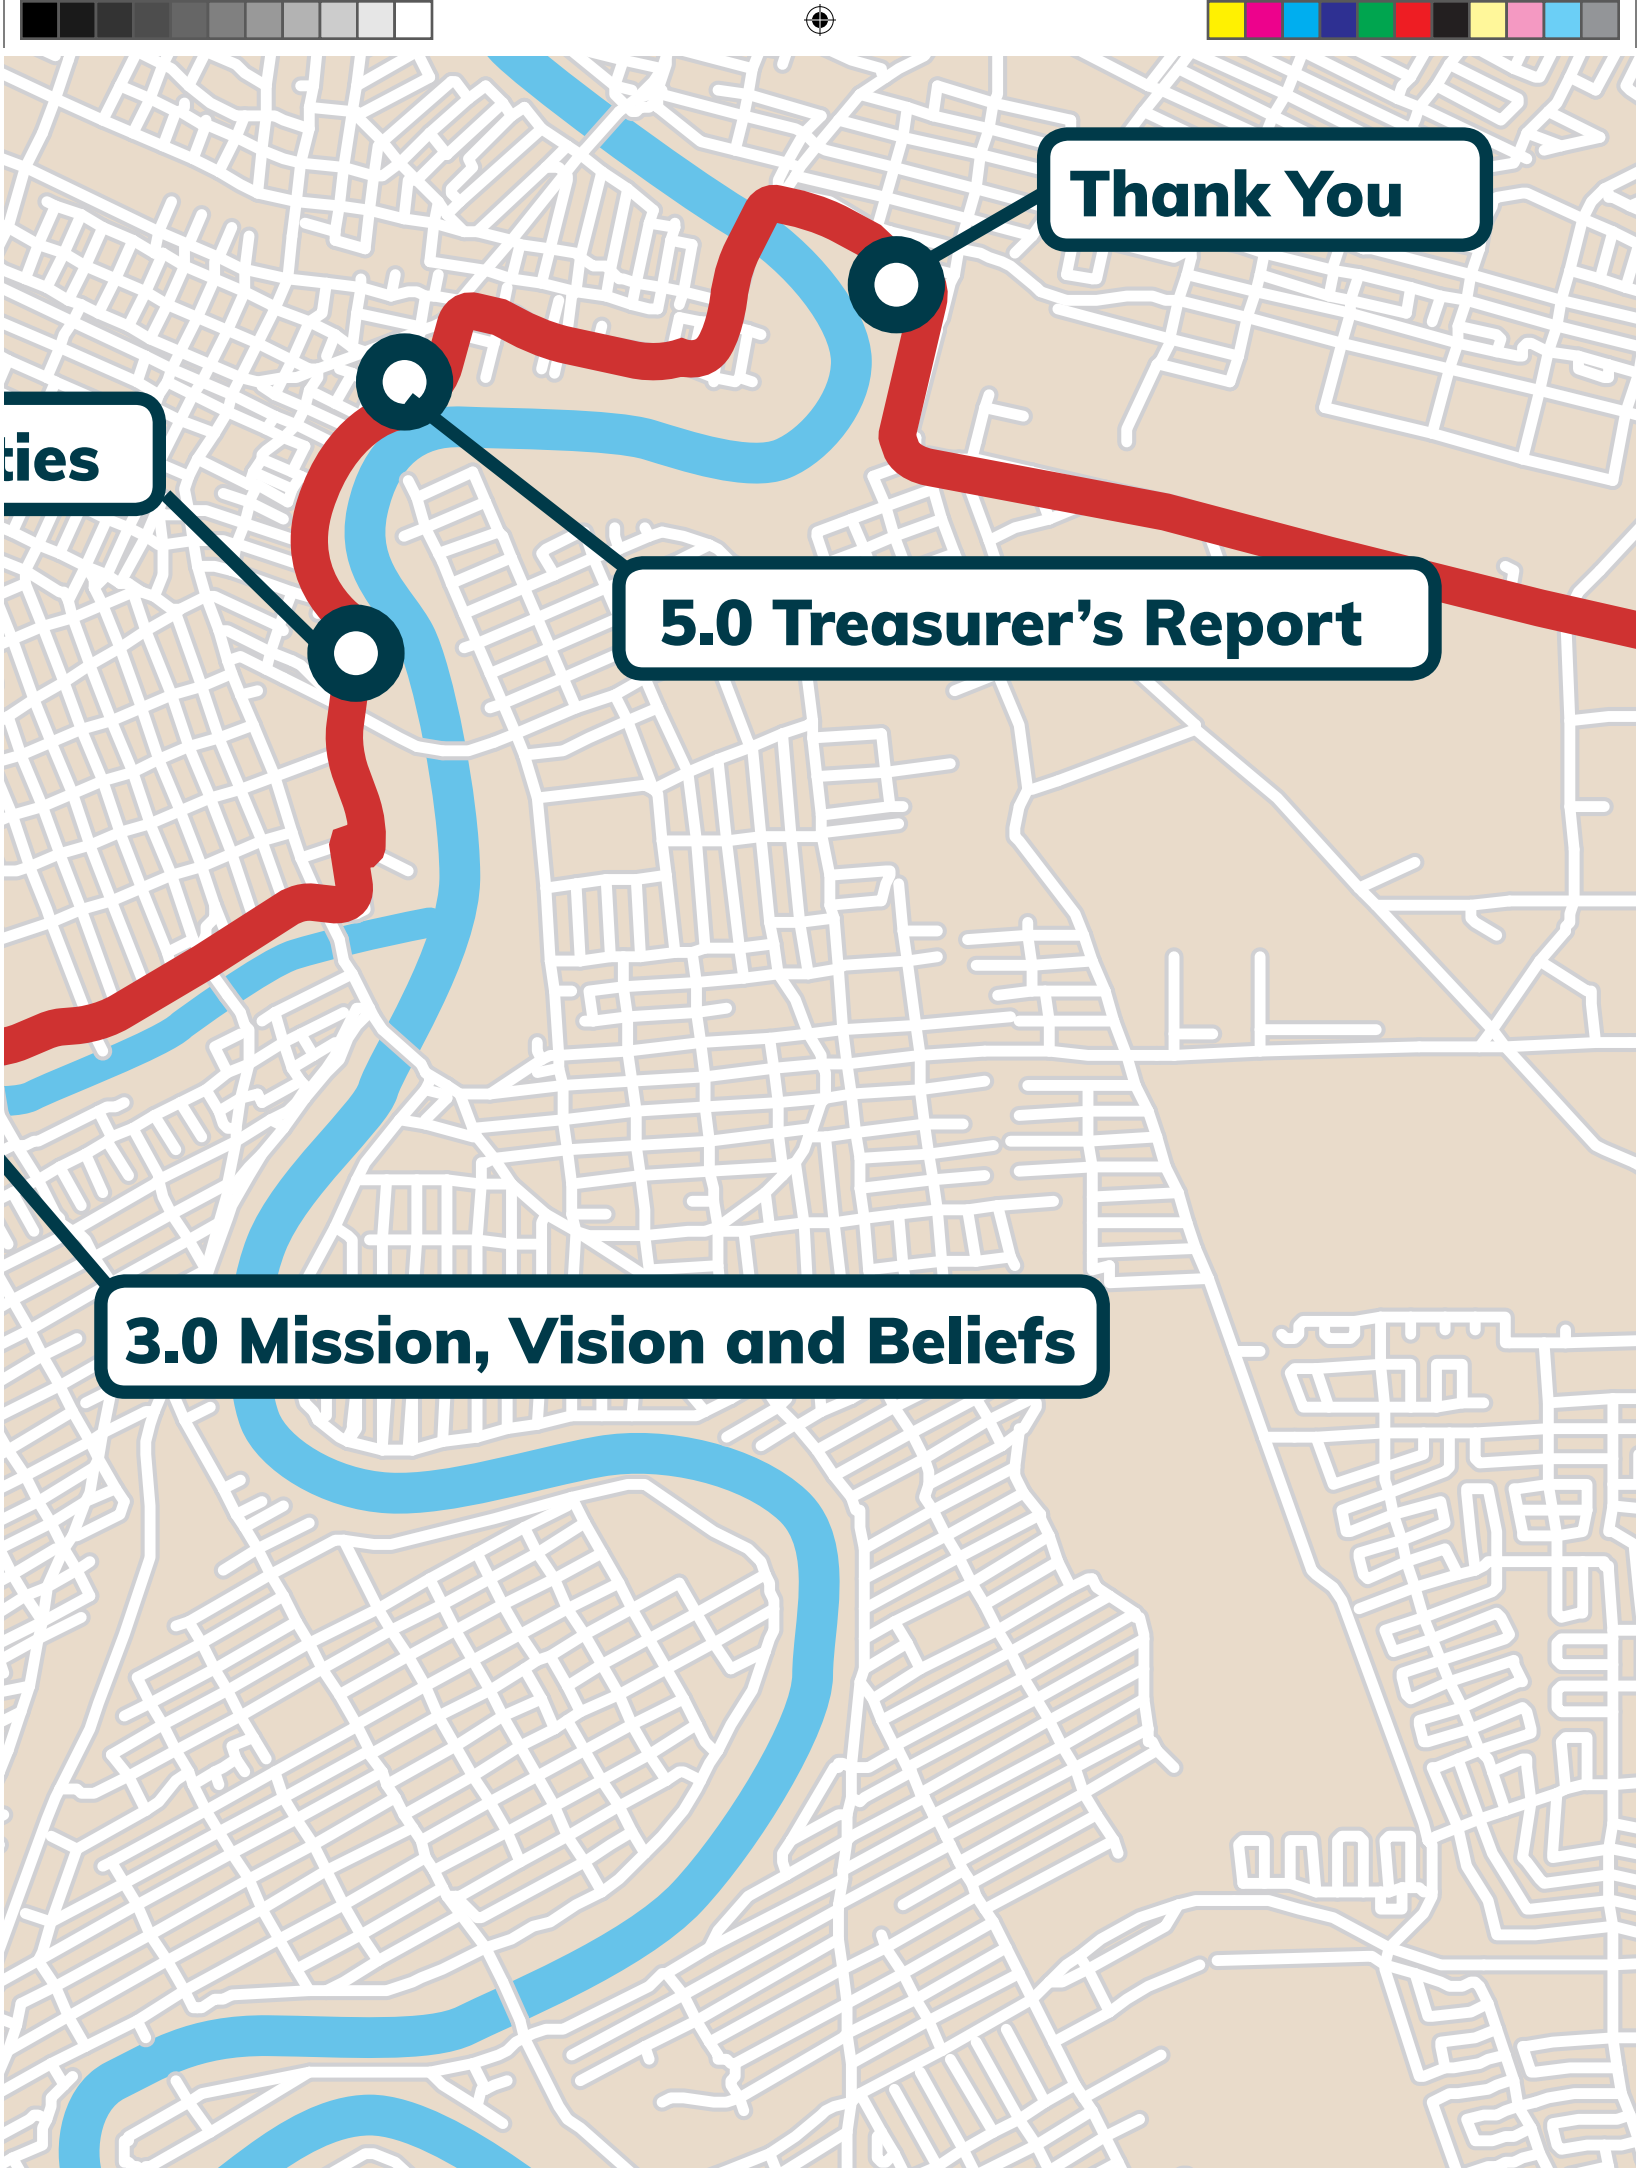 Thank You
ties
5.0 Treasurer’s Report
3.0 Mission, Vision and Beliefs